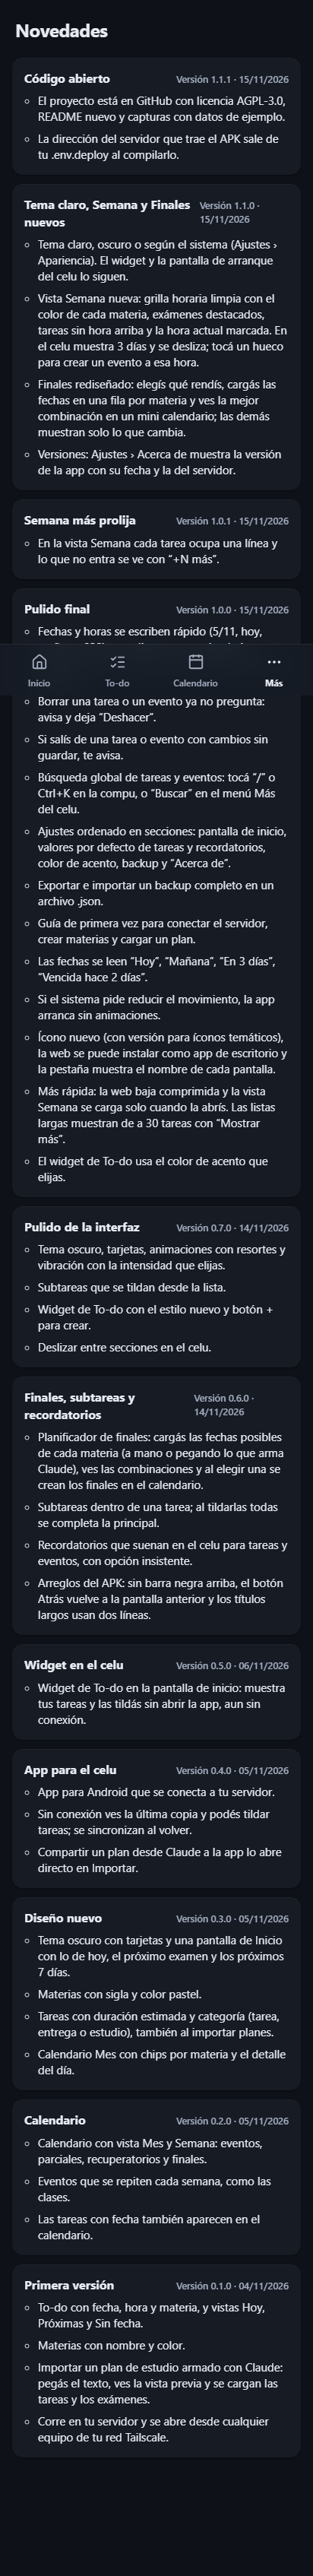 Novedades
Código abierto
Versión 1.1.1 · 15/11/2026
El proyecto está en GitHub con licencia AGPL-3.0,
README nuevo y capturas con datos de ejemplo.
La dirección del servidor que trae el APK sale de
tu .env.deploy al compilarlo.
Tema claro, Semana y Finales
nuevos
Versión 1.1.0 ·
15/11/2026
Tema claro, oscuro o según el sistema (Ajustes ›
Apariencia). El widget y la pantalla de arranque
del celu lo siguen.
Vista Semana nueva: grilla horaria limpia con el
color de cada materia, exámenes destacados,
tareas sin hora arriba y la hora actual marcada. En
el celu muestra 3 días y se desliza; tocá un hueco
para crear un evento a esa hora.
Finales rediseñado: elegís qué rendís, cargás las
fechas en una fila por materia y ves la mejor
combinación en un mini calendario; las demás
muestran solo lo que cambia.
Versiones: Ajustes › Acerca de muestra la versión
de la app con su fecha y la del servidor.
Semana más prolija
Versión 1.0.1 · 15/11/2026
En la vista Semana cada tarea ocupa una línea y
lo que no entra se ve con “+N más”.
Pulido final
Versión 1.0.0 · 15/11/2026
Fechas y horas se escriben rápido (5/11, hoy,
Inicio
To-do
Calendario
Más
Borrar una tarea o un evento ya no pregunta:
avisa y deja “Deshacer”.
Si salís de una tarea o evento con cambios sin
guardar, te avisa.
Búsqueda global de tareas y eventos: tocá “/” o
Ctrl+K en la compu, o “Buscar” en el menú Más
del celu.
Ajustes ordenado en secciones: pantalla de inicio,
valores por defecto de tareas y recordatorios,
color de acento, backup y “Acerca de”.
Exportar e importar un backup completo en un
archivo .json.
Guía de primera vez para conectar el servidor,
crear materias y cargar un plan.
Las fechas se leen “Hoy”, “Mañana”, “En 3 días”,
“Vencida hace 2 días”.
Si el sistema pide reducir el movimiento, la app
arranca sin animaciones.
Ícono nuevo (con versión para íconos temáticos),
la web se puede instalar como app de escritorio y
la pestaña muestra el nombre de cada pantalla.
Más rápida: la web baja comprimida y la vista
Semana se carga solo cuando la abrís. Las listas
largas muestran de a 30 tareas con “Mostrar
más”.
El widget de To-do usa el color de acento que
elijas.
Pulido de la interfaz
Versión 0.7.0 · 14/11/2026
Tema oscuro, tarjetas, animaciones con resortes y
vibración con la intensidad que elijas.
Subtareas que se tildan desde la lista.
Widget de To-do con el estilo nuevo y botón +
para crear.
Deslizar entre secciones en el celu.
Finales, subtareas y
recordatorios
Versión 0.6.0 ·
14/11/2026
Planificador de finales: cargás las fechas posibles
de cada materia (a mano o pegando lo que arma
Claude), ves las combinaciones y al elegir una se
crean los finales en el calendario.
Subtareas dentro de una tarea; al tildarlas todas
se completa la principal.
Recordatorios que suenan en el celu para tareas y
eventos, con opción insistente.
Arreglos del APK: sin barra negra arriba, el botón
Atrás vuelve a la pantalla anterior y los títulos
largos usan dos líneas.
Widget en el celu
Versión 0.5.0 · 06/11/2026
Widget de To-do en la pantalla de inicio: muestra
tus tareas y las tildás sin abrir la app, aun sin
conexión.
App para el celu
Versión 0.4.0 · 05/11/2026
App para Android que se conecta a tu servidor.
Sin conexión ves la última copia y podés tildar
tareas; se sincronizan al volver.
Compartir un plan desde Claude a la app lo abre
directo en Importar.
Diseño nuevo
Versión 0.3.0 · 05/11/2026
Tema oscuro con tarjetas y una pantalla de Inicio
con lo de hoy, el próximo examen y los próximos
7 días.
Materias con sigla y color pastel.
Tareas con duración estimada y categoría (tarea,
entrega o estudio), también al importar planes.
Calendario Mes con chips por materia y el detalle
del día.
Calendario
Versión 0.2.0 · 05/11/2026
Calendario con vista Mes y Semana: eventos,
parciales, recuperatorios y finales.
Eventos que se repiten cada semana, como las
clases.
Las tareas con fecha también aparecen en el
calendario.
Primera versión
Versión 0.1.0 · 04/11/2026
To-do con fecha, hora y materia, y vistas Hoy,
Próximas y Sin fecha.
Materias con nombre y color.
Importar un plan de estudio armado con Claude:
pegás el texto, ves la vista previa y se cargan las
tareas y los exámenes.
Corre en tu servidor y se abre desde cualquier
equipo de tu red Tailscale.